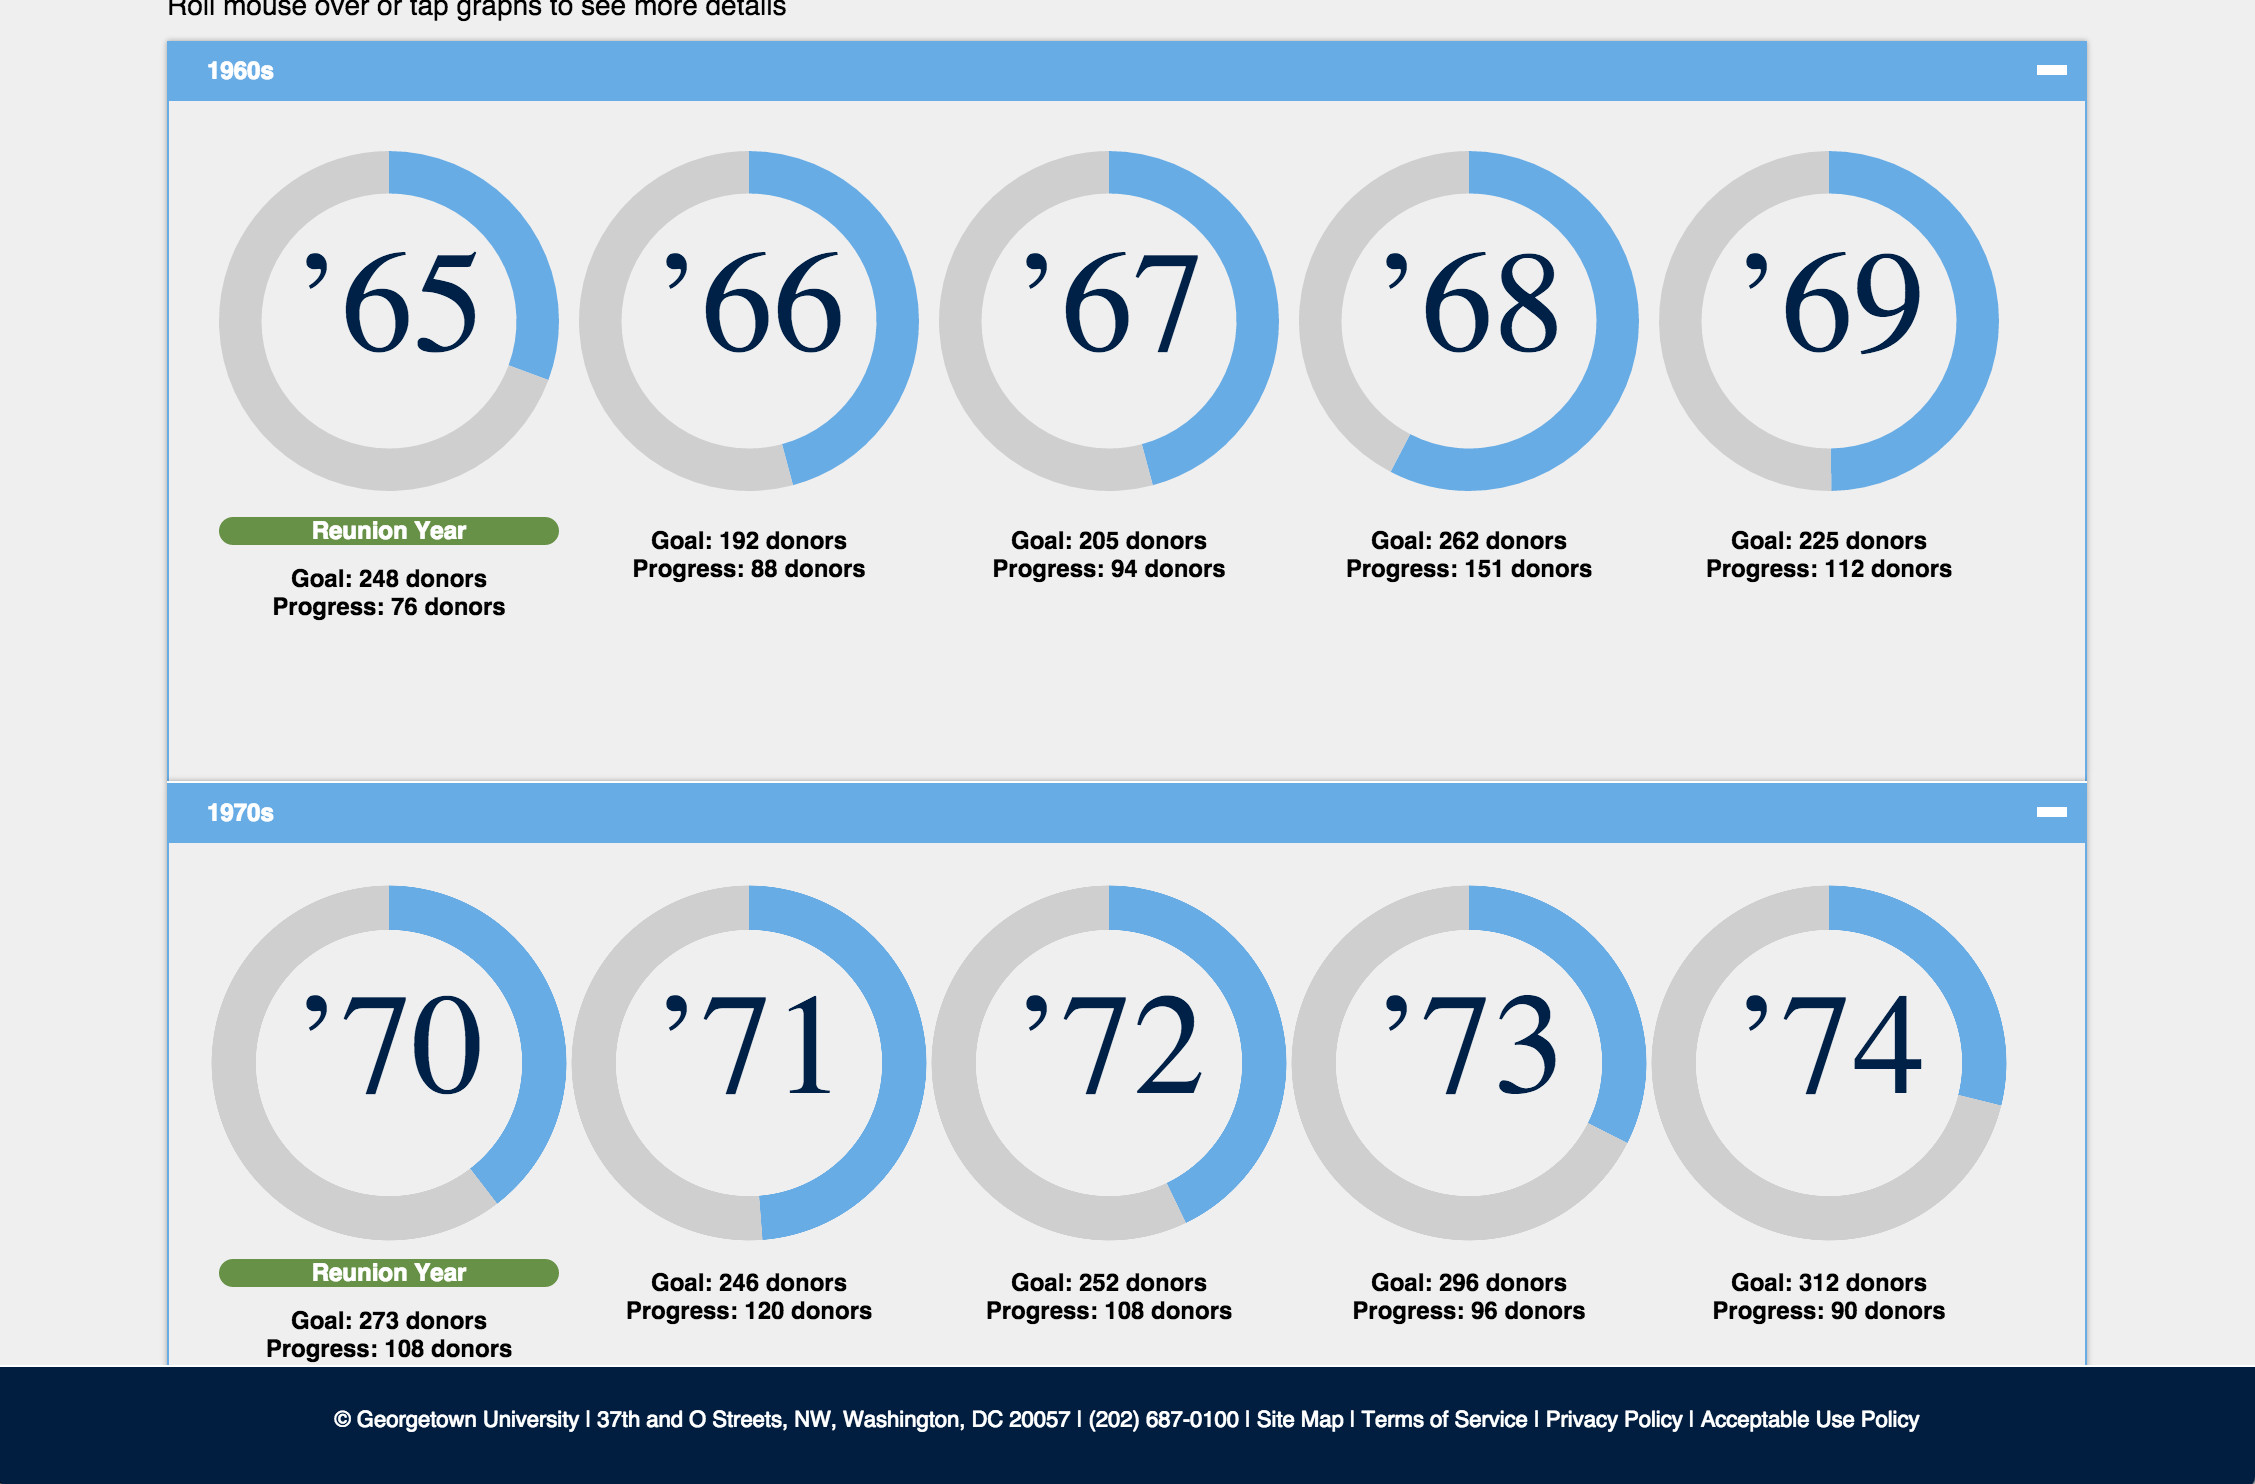 Roll mouse over or tap graphs to see more details
1960s
’65
’66
’67
’68
’69
Reunion Year
Goal: 248 donors
Progress: 76 donors
Goal: 192 donors
Progress: 88 donors
Goal: 205 donors
Progress: 94 donors
Goal: 262 donors
Progress: 151 donors
Goal: 225 donors
Progress: 112 donors
1970s
’70
’71
’72
’73
’74
Reunion Year
Goal: 273 donors
Progress: 108 donors
Goal: 246 donors
Progress: 120 donors
Goal: 252 donors
Progress: 108 donors
Goal: 296 donors
Progress: 96 donors
Goal: 312 donors
Progress: 90 donors
© Georgetown University | 37th and O Streets, NW, Washington, DC 20057 | (202) 687-0100 | Site Map | Terms of Service | Privacy Policy | Acceptable Use Policy